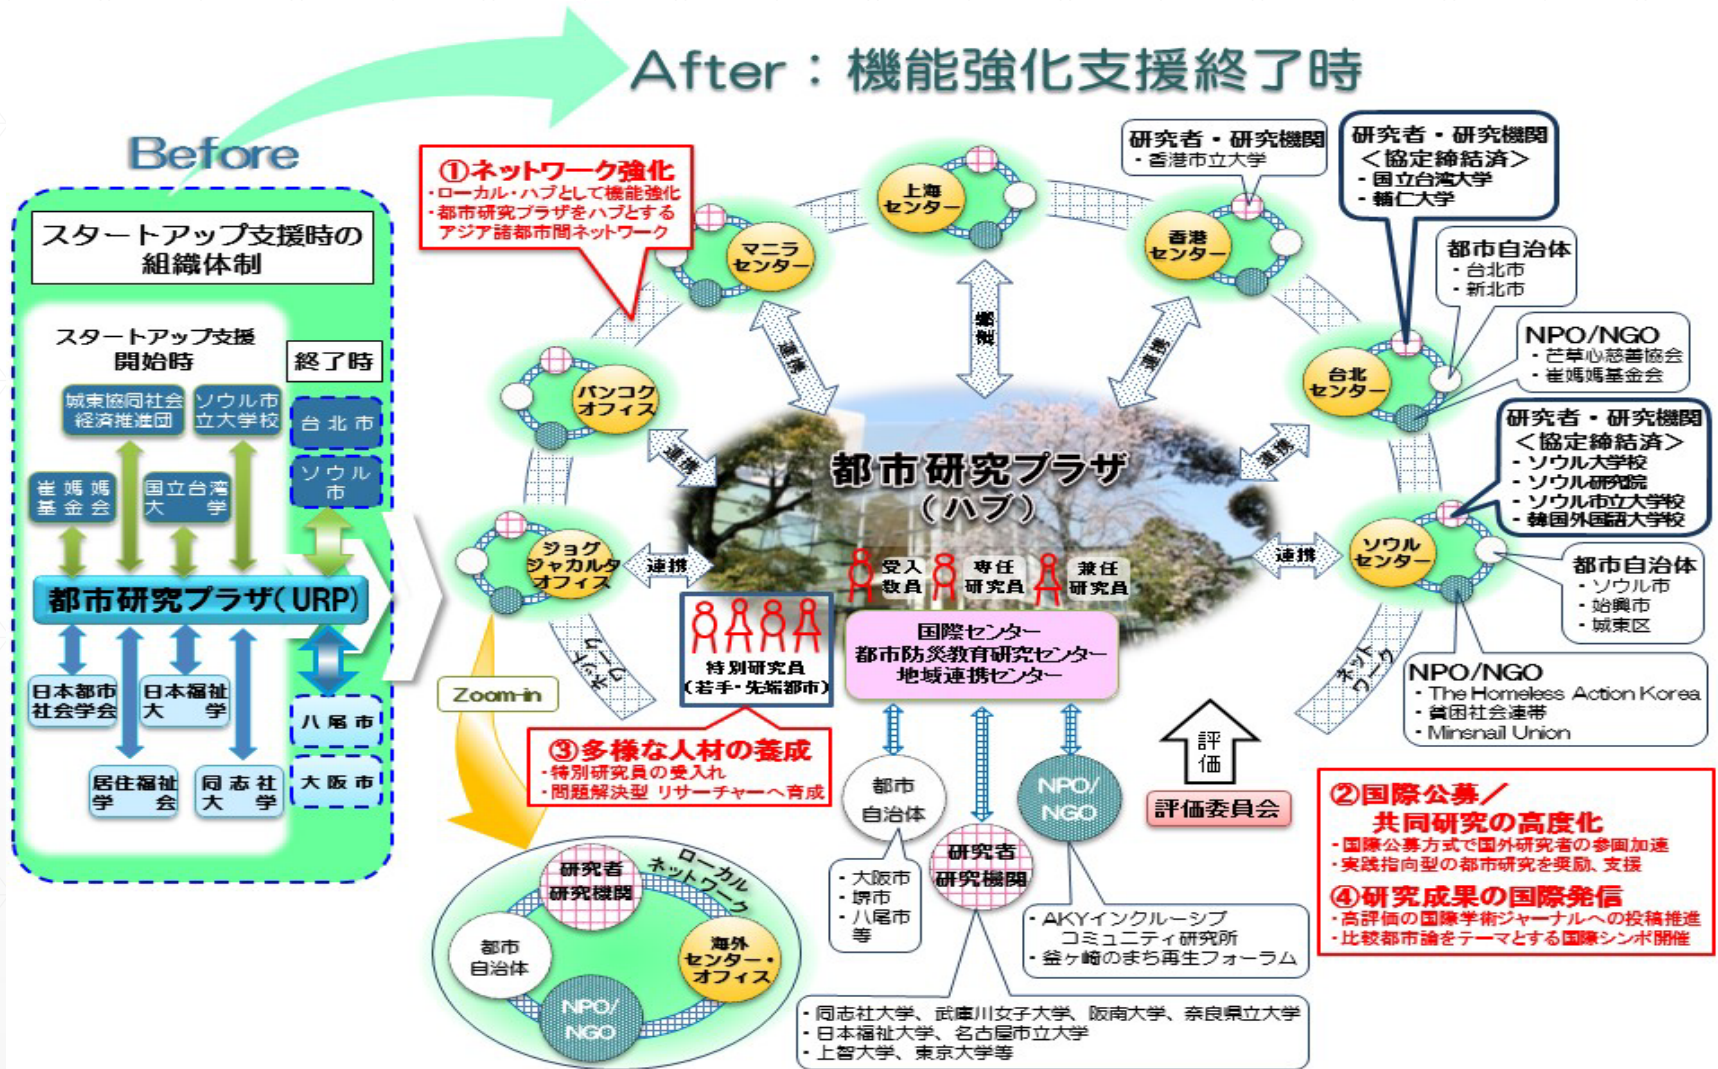 After：機能強化支援終了時
Before
スタートアップ支援時の
組織体制
スタートアップ支援
開始時
終了時
城東協同社会
経済推進団
ソウル市
立大学校
台北市
ソウル
市
崔媽媽
基金会
国立台湾
大学
都市研究プラザ(URP)
日本都市
社会学会
日本福祉
大学
八尾市
居住福祉
学会
同志社
大学
大阪市
①ネットワーク強化
・ローカル・ハブとして機能強化
・都市研究プラザをハブとする
アジア諸都市間ネットワーク
マニラ
センター
上海
センター
香港
センター
台北
センター
ソウル
センター
バンコク
オフィス
ジョグ
ジャカルタ
オフィス
研究者・研究機関
・香港市立大学
研究者・研究機関
＜協定締結済＞
・国立台湾大学
・輔仁大学
都市自治体
・台北市
・新北市
NPO/NGO
・芒草心慈善協会
・崔媽媽基金会
研究者・研究機関
＜協定締結済＞
・ソウル大学校
・ソウル研究院
・ソウル市立大学校
・韓国外国語大学校
都市自治体
・ソウル市
・始興市
・城東区
NPO/NGO
・The Homeless Action Korea
・貧困社会連帯
・Minsnail Union
連携
連携
連携
連携
連携
連携
連携
ネットワーク
ネットワーク
都市研究プラザ
（ハブ）
受入
教員
専任
研究員
兼任
研究員
特別研究員
（若手・先端都市）
国際センター
都市防災教育研究センター
地域連携センター
Zoom-in
③多様な人材の養成
・特別研究員の受入れ
・問題解決型 リサーチャーへ育成
都市
自治体
研究者
研究機関
NPO/
NGO
評価
評価委員会
・大阪市
・堺市
・八尾市
等
・AKYインクルーシブ
コミュニティ研究所
・釜ヶ崎のまち再生フォーラム
・同志社大学、武庫川女子大学、阪南大学、奈良県立大学
・日本福祉大学、名古屋市立大学
・上智大学、東京大学等
②国際公募／
共同研究の高度化
・国際公募方式で国外研究者の参画加速
・実践指向型の都市研究を奨励、支援
④研究成果の国際発信
・高評価の国際学術ジャーナルへの投稿推進
・比較都市論をテーマとする国際シンポ開催
ローカル
ネットワーク
研究者
研究機関
都市
自治体
海外
センター・
オフィス
NPO/
NGO